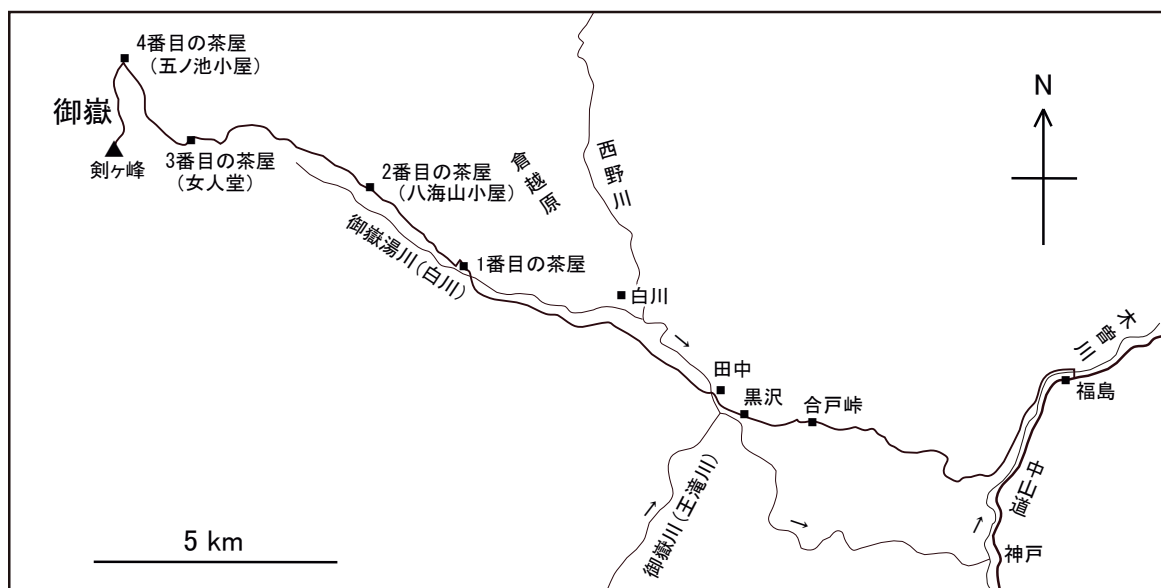 4番目の茶屋
(五ノ池小屋)
御嶽
剣ヶ峰
3番目の茶屋
(女人堂)
2番目の茶屋
(八海山小屋)
倉越原
西野川
N
御嶽湯川(白川)
1番目の茶屋
白川
→
田中
黒沢
合戸峠
木曽川
福島
中山道
→
神戸
御嶽川(王滝川)
→
→
5 km